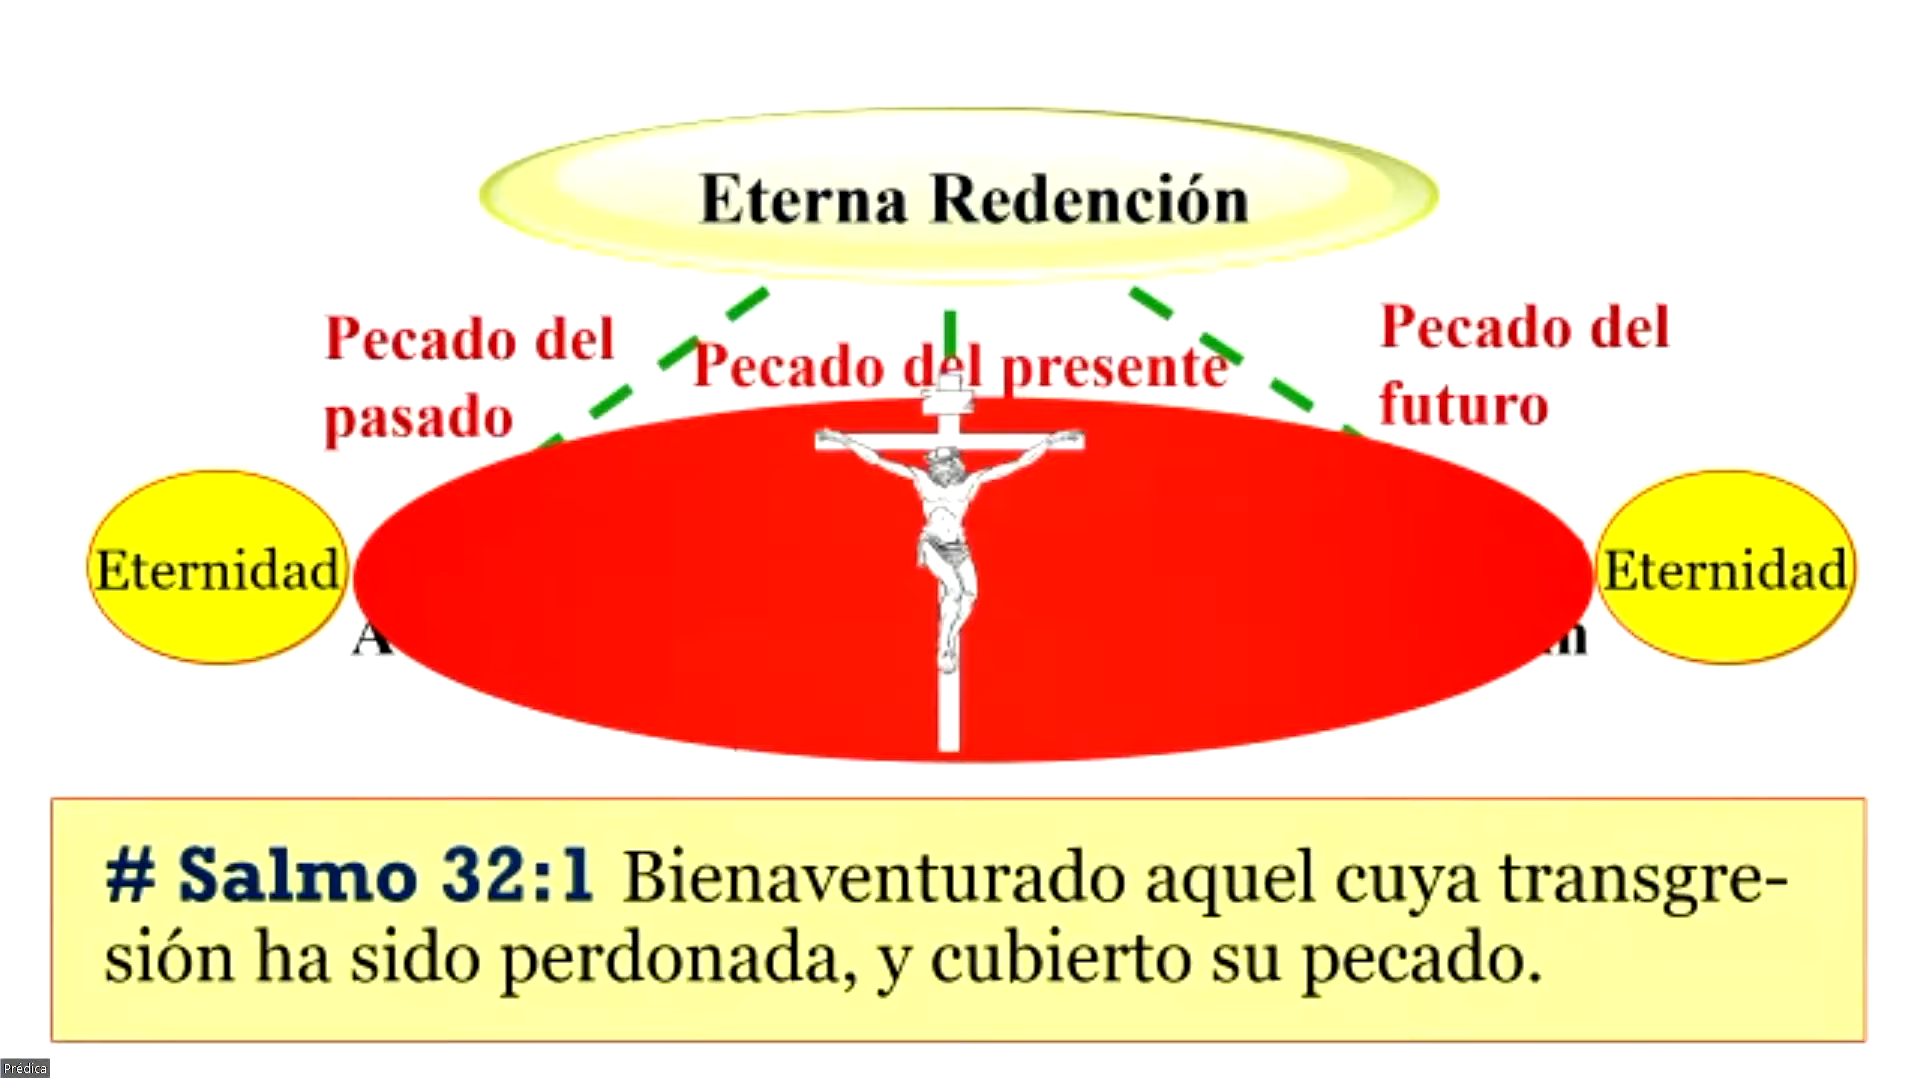 Eterna Redención
Pecado del
pasado
Pecado del presente
Pecado del
futuro
Eternidad
Eternidad
# Salmo 32:1 Bienaventurado aquel cuya transgre-
sión ha sido perdonada, y cubierto su pecado.
Prédica